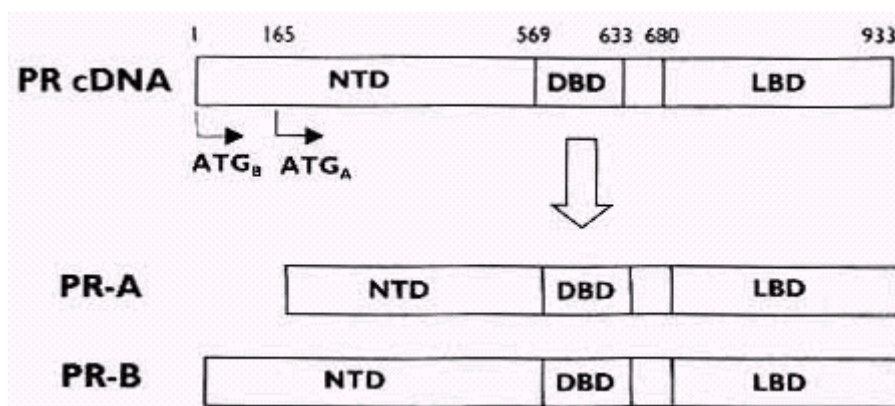 1 165 569 633 680 933
PR cDNA NTD DBD LBD
ATGB ATGA
PR-A NTD DBD LBD
PR-B NTD DBD LBD